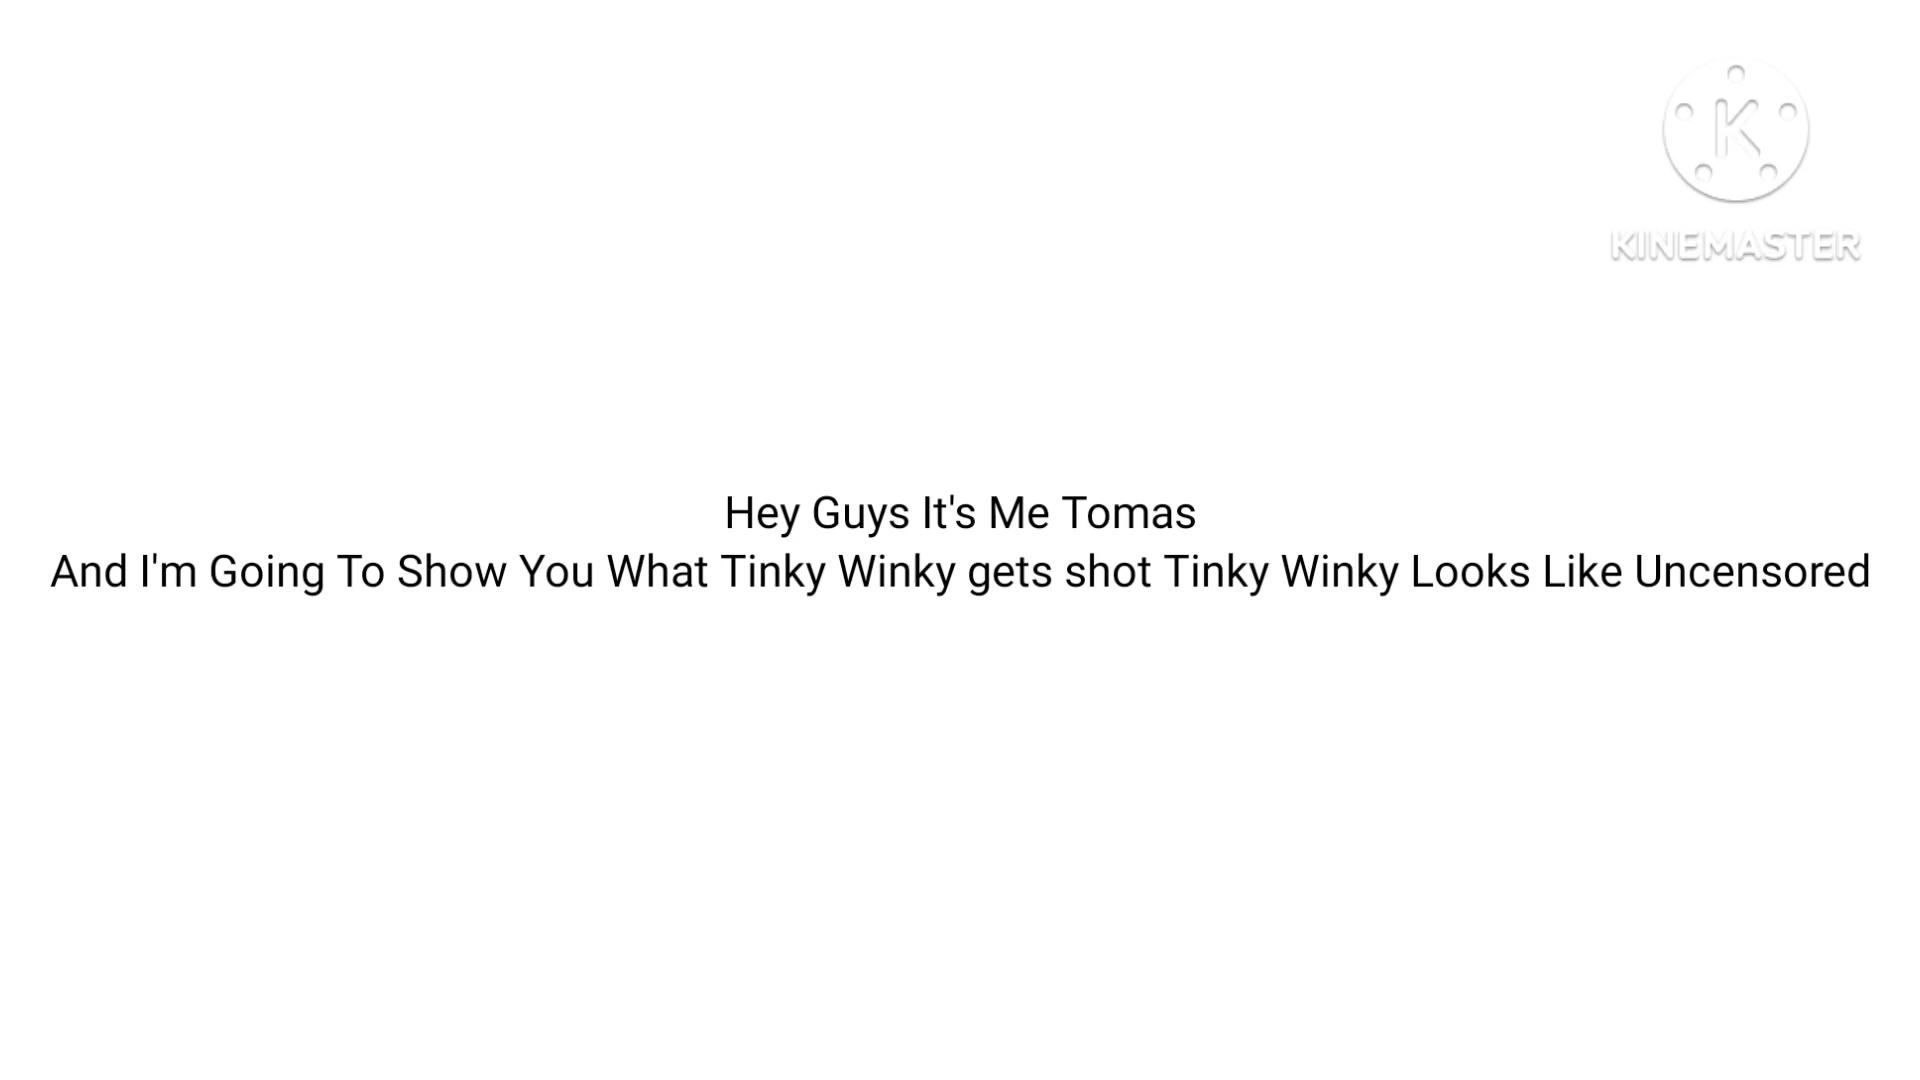 K
KINEMASTER
Hey Guys It's Me Tomas
And I'm Going To Show You What Tinky Winky gets shot Tinky Winky Looks Like Uncensored